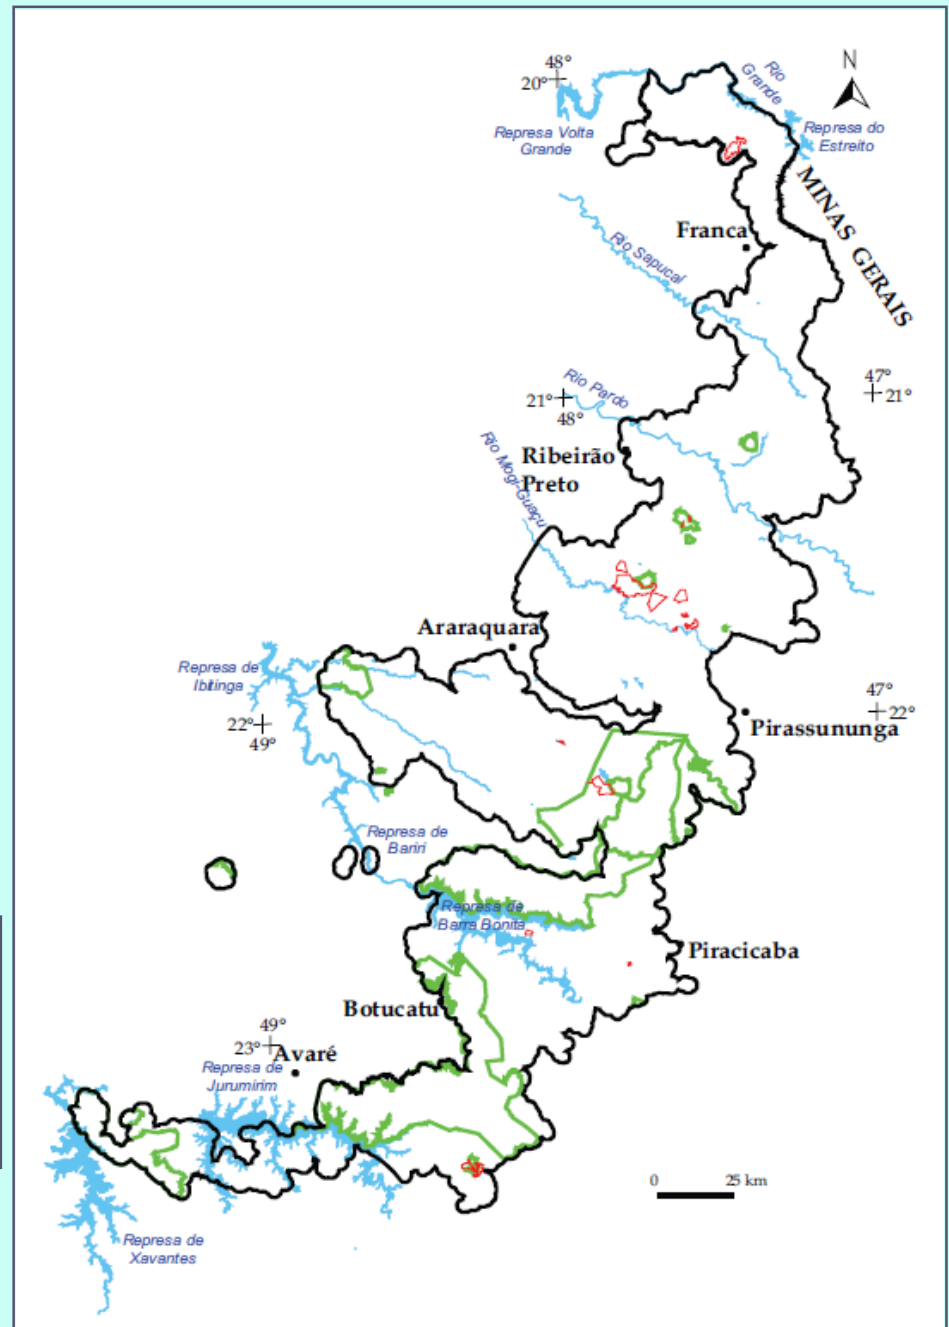 N
48°
20°
Rio
Grande
Represa Volta
Grande
Represa do
Estreito
MINAS GERAIS
Franca
Rio Sapucaí
47°
21°
21°
48°
Rio Pardo
Ribeirão
Preto
Rio Mogi-Guaçu
Araraquara
Represa de
Ibitinga
22°
49°
47°
22°
Pirassununga
Represa de
Bariri
Represa de
Barra Bonita
Piracicaba
Botucatu
49°
23°
Avaré
Represa de
Jurumirim
0 25 km
Represa de
Xavantes